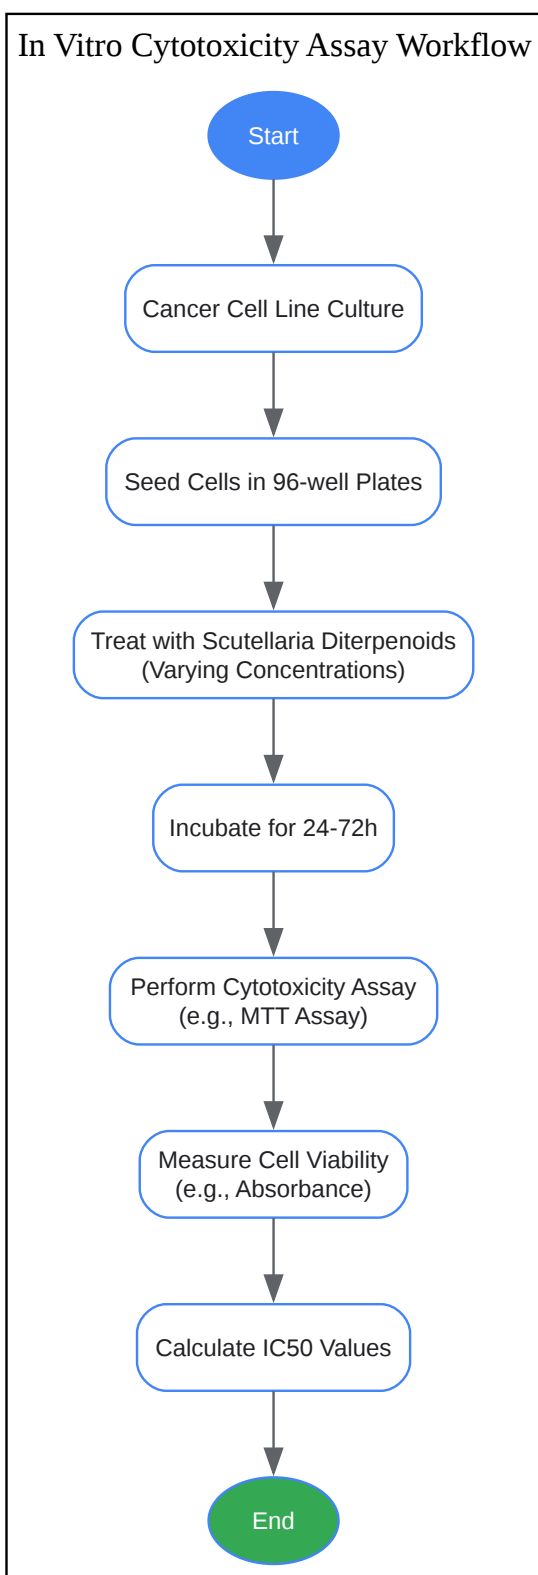 In Vitro Cytotoxicity Assay Workflow
Start
Cancer Cell Line Culture
Seed Cells in 96-well Plates
Treat with Scutellaria Diterpenoids
(Varying Concentrations)
Incubate for 24-72h
Perform Cytotoxicity Assay
(e.g., MTT Assay)
Measure Cell Viability
(e.g., Absorbance)
Calculate IC50 Values
End